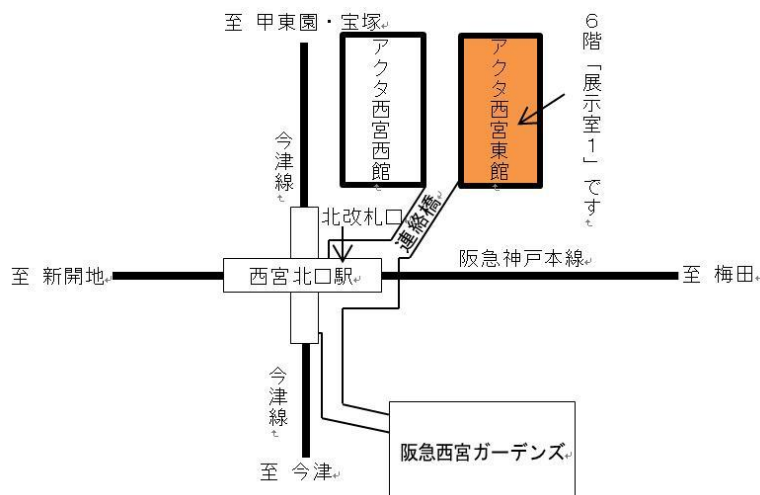 至 甲東園・宝塚
アクタ西宮西館
アクタ西宮東館
6階「展示室1」です
今津線
北改札口
連絡橋
西宮北口駅
阪急神戸本線
至 新開地
至 梅田
今津線
至 今津
阪急西宮ガーデンズ